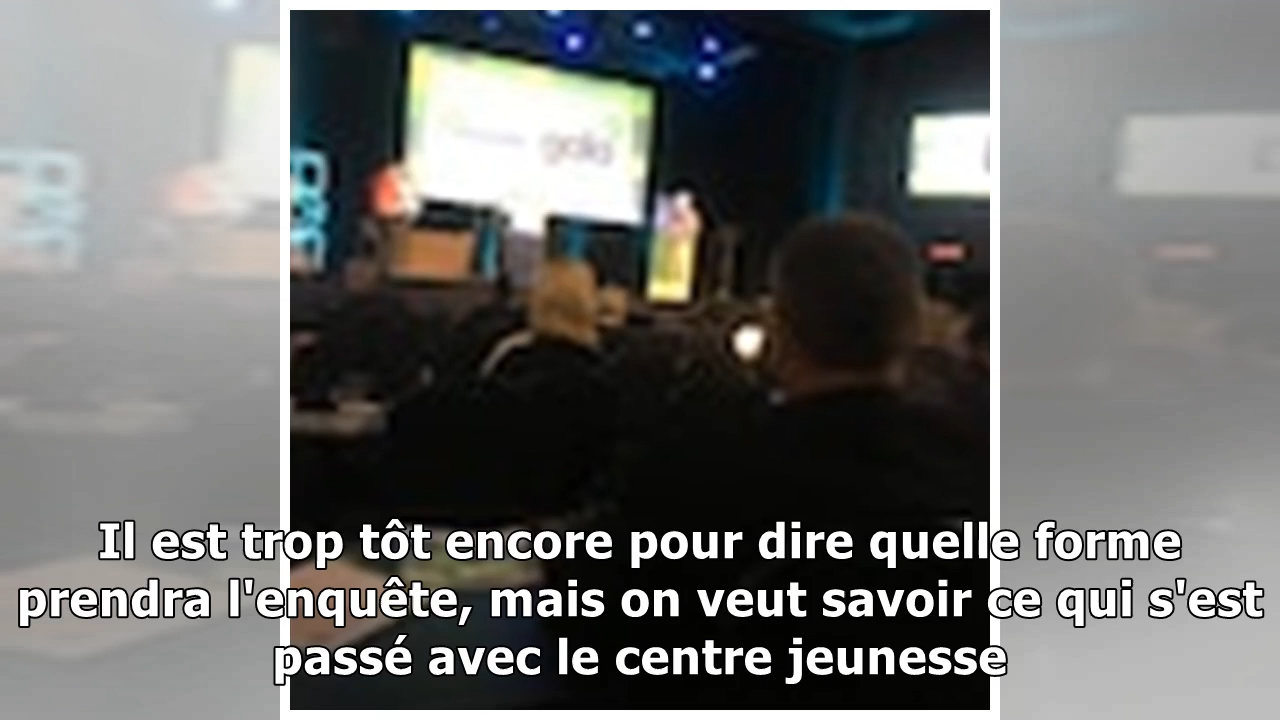 gala
Il est trop tôt encore pour dire quelle forme
prendra l'enquête, mais on veut savoir ce qui s'est
passé avec le centre jeunesse